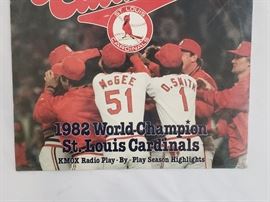 ST. LOUIS
CARDINALS
McGEE
51
O. SMITH
1
1982 World Champion
St. Louis Cardinals
KMOX Radio Play - By - Play Season Highlights